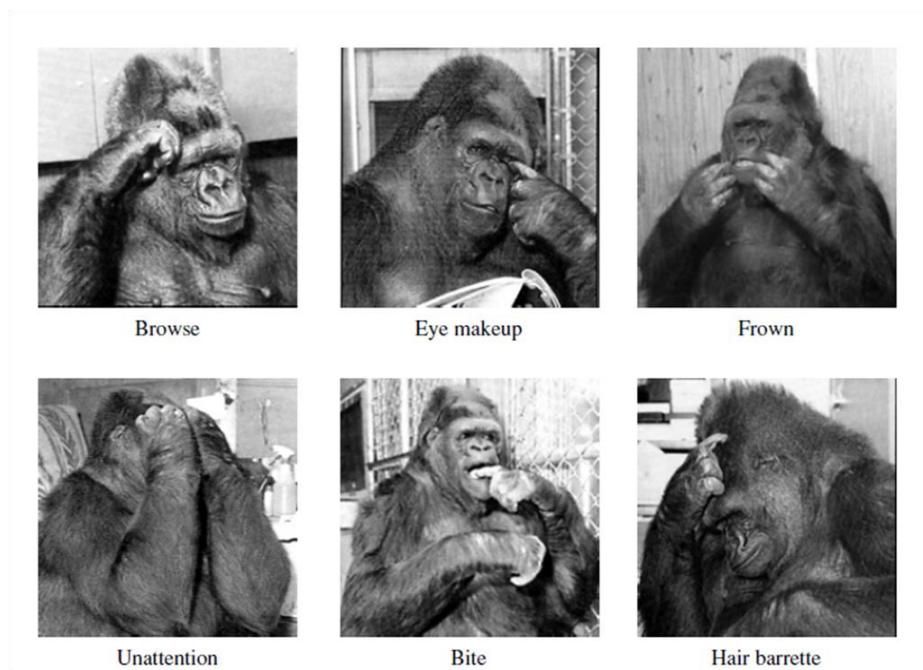 Browse
Eye makeup
Frown
Unattention
Bite
Hair barrette